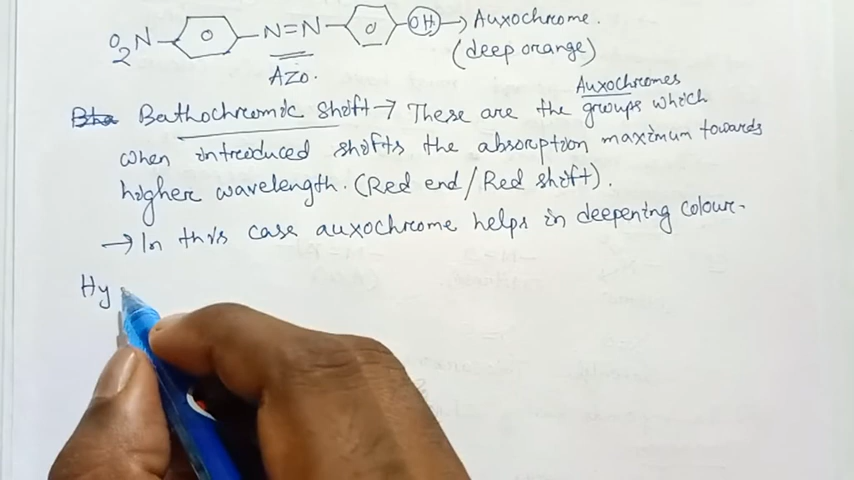 O2N - N=N - OH → Auxochrome.
(deep orange)
Azo.
Auxochromes
Bathochromic shift → These are the groups which
when introduced shifts the absorption maximum towards
higher wavelength. (Red end/Red shift).
→ In this case auxochrome helps in deepening colour.
Hy